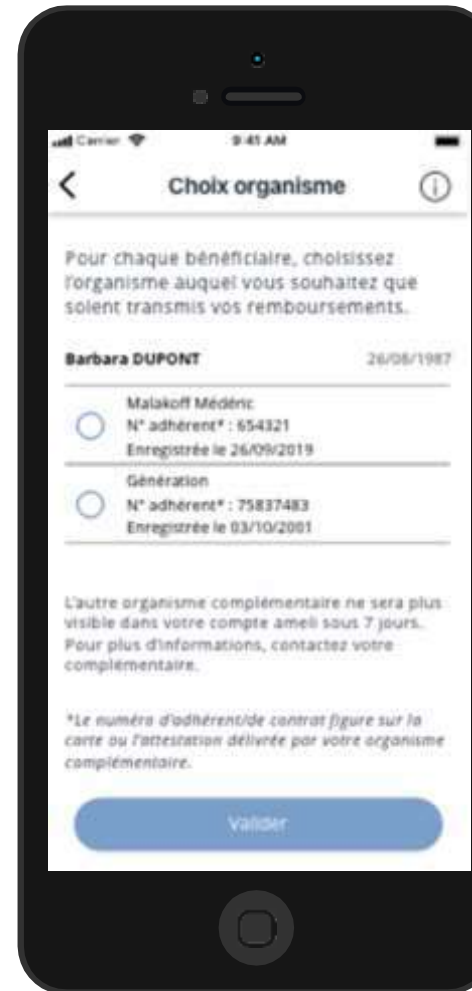 Carrier 9:41 AM
Choix organisme
Pour chaque bénéficiaire, choisissez
l'organisme auquel vous souhaitez que
soient transmis vos remboursements.
Barbara DUPONT 26/08/1987
Malakoff Médéric
N° adhérent* : 654321
Enregistrée le 26/09/2019
Génération
N° adhérent* : 75837483
Enregistrée le 03/10/2001
L'autre organisme complémentaire ne sera plus
visible dans votre compte ameli sous 7 jours.
Pour plus d'informations, contactez votre
complémentaire.
*Le numéro d'adhérent/de contrat figure sur la
carte ou l'attestation délivrée par votre organisme
complémentaire.
Valider